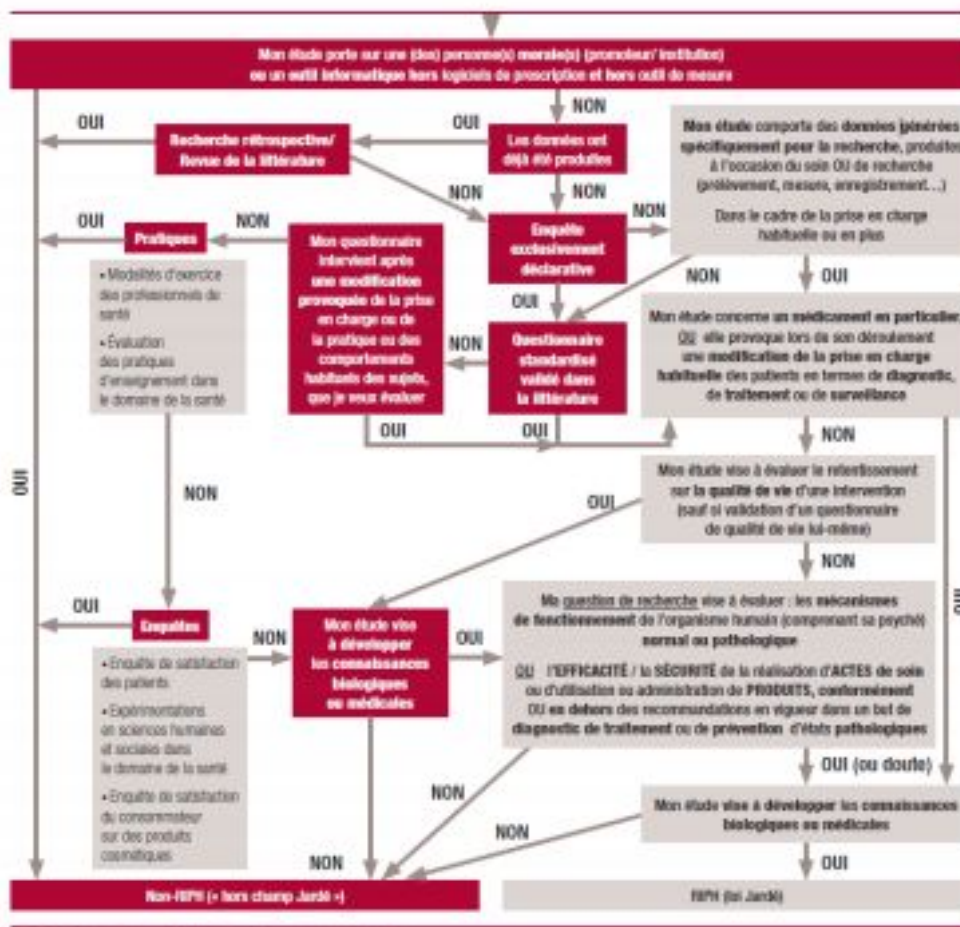 Mon étude porte sur une (des) personne(s) morale(s) (promoteur/ institution)
ou un outil informatique hors logiciels de prescription et hors outil de mesure
OUI
OUI
NON
Recherche rétrospective/
Revue de la littérature
Les données ont
déjà été produites
Mon étude comporte des données générées
spécifiquement pour la recherche, produites
à l'occasion du soin OU de recherche
(prélèvement, mesure, enregistrement…)
Dans le cadre de la prise en charge
habituelle ou en plus
NON
NON
OUI
NON
NON
Pratiques
Mon questionnaire
intervient après
une modification
provoquée de la prise
en charge ou de
la pratique ou des
comportements
habituels des sujets,
que je veux évaluer
Enquête
exclusivement
déclarative
NON
OUI
• Modalités d'exercice
des professionnels de
santé
• Évaluation
des pratiques
d'enseignement dans
le domaine de la santé
OUI
NON
Questionnaire
standardisé
validé dans
la littérature
Mon étude concerne un médicament en particulier
OU elle provoque lors de son déroulement
une modification de la prise en charge
habituelle des patients en termes de diagnostic,
de traitement ou de surveillance
OUI
OUI
NON
OUI
NON
OUI
Mon étude vise à évaluer le retentissement
sur la qualité de vie d'une intervention
(sauf si validation d'un questionnaire
de qualité de vie lui-même)
NON
OUI
OUI
Enquêtes
NON
Mon étude vise
à développer
les connaissances
biologiques
ou médicales
OUI
Ma question de recherche vise à évaluer : les mécanismes
de fonctionnement de l'organisme humain (comprenant sa psyché)
normal ou pathologique
OU l'EFFICACITÉ / la SÉCURITÉ de la réalisation d'ACTES de soin
ou d'utilisation ou administration de PRODUITS, conformément
OU en dehors des recommandations en vigueur dans un but de
diagnostic de traitement ou de prévention d'états pathologiques
• Enquête de satisfaction
des patients
• Expérimentations
en sciences humaines
et sociales dans
le domaine de la santé
• Enquête de satisfaction
du consommateur
sur des produits
cosmétiques
OUI (ou doute)
NON
Mon étude vise à développer les connaissances
biologiques ou médicales
NON
NON
OUI
Non-RIPH (« hors champ Jardé »)
RIPH (loi Jardé)